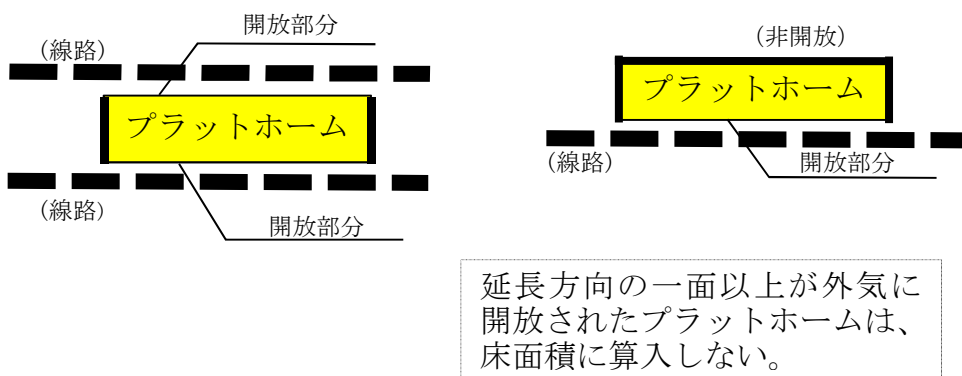 開放部分
(線路)
プラットホーム
(線路)
開放部分
(非開放)
プラットホーム
(線路)
開放部分
延長方向の一面以上が外気に
開放されたプラットホームは、
床面積に算入しない。